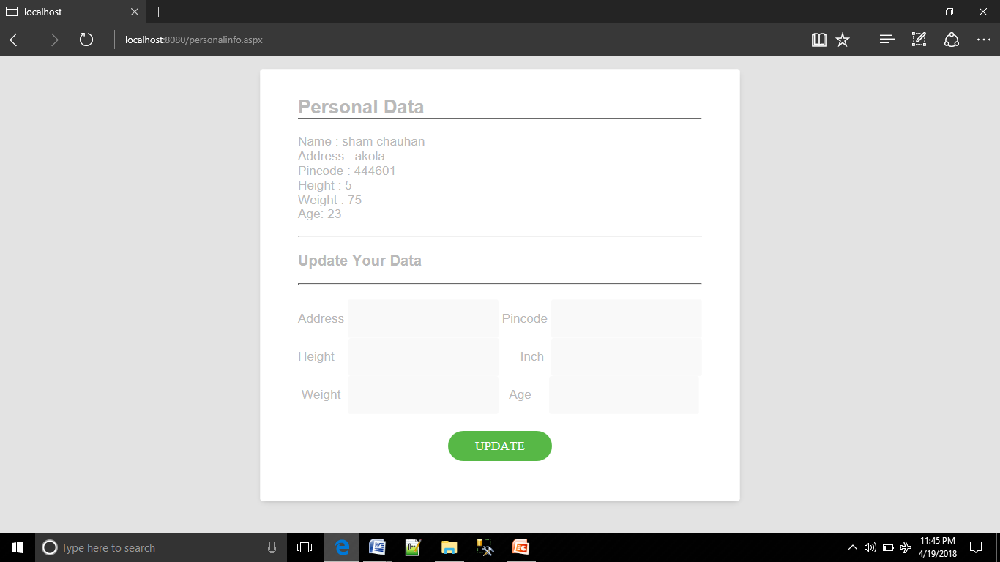 localhost
localhost:8080/personalinfo.aspx
Personal Data
Name : sham chauhan
Address : akola
Pincode : 444601
Height : 5
Weight : 75
Age: 23
Update Your Data
Address Pincode
Height Inch
Weight Age
UPDATE
Type here to search
11:45 PM
4/19/2018